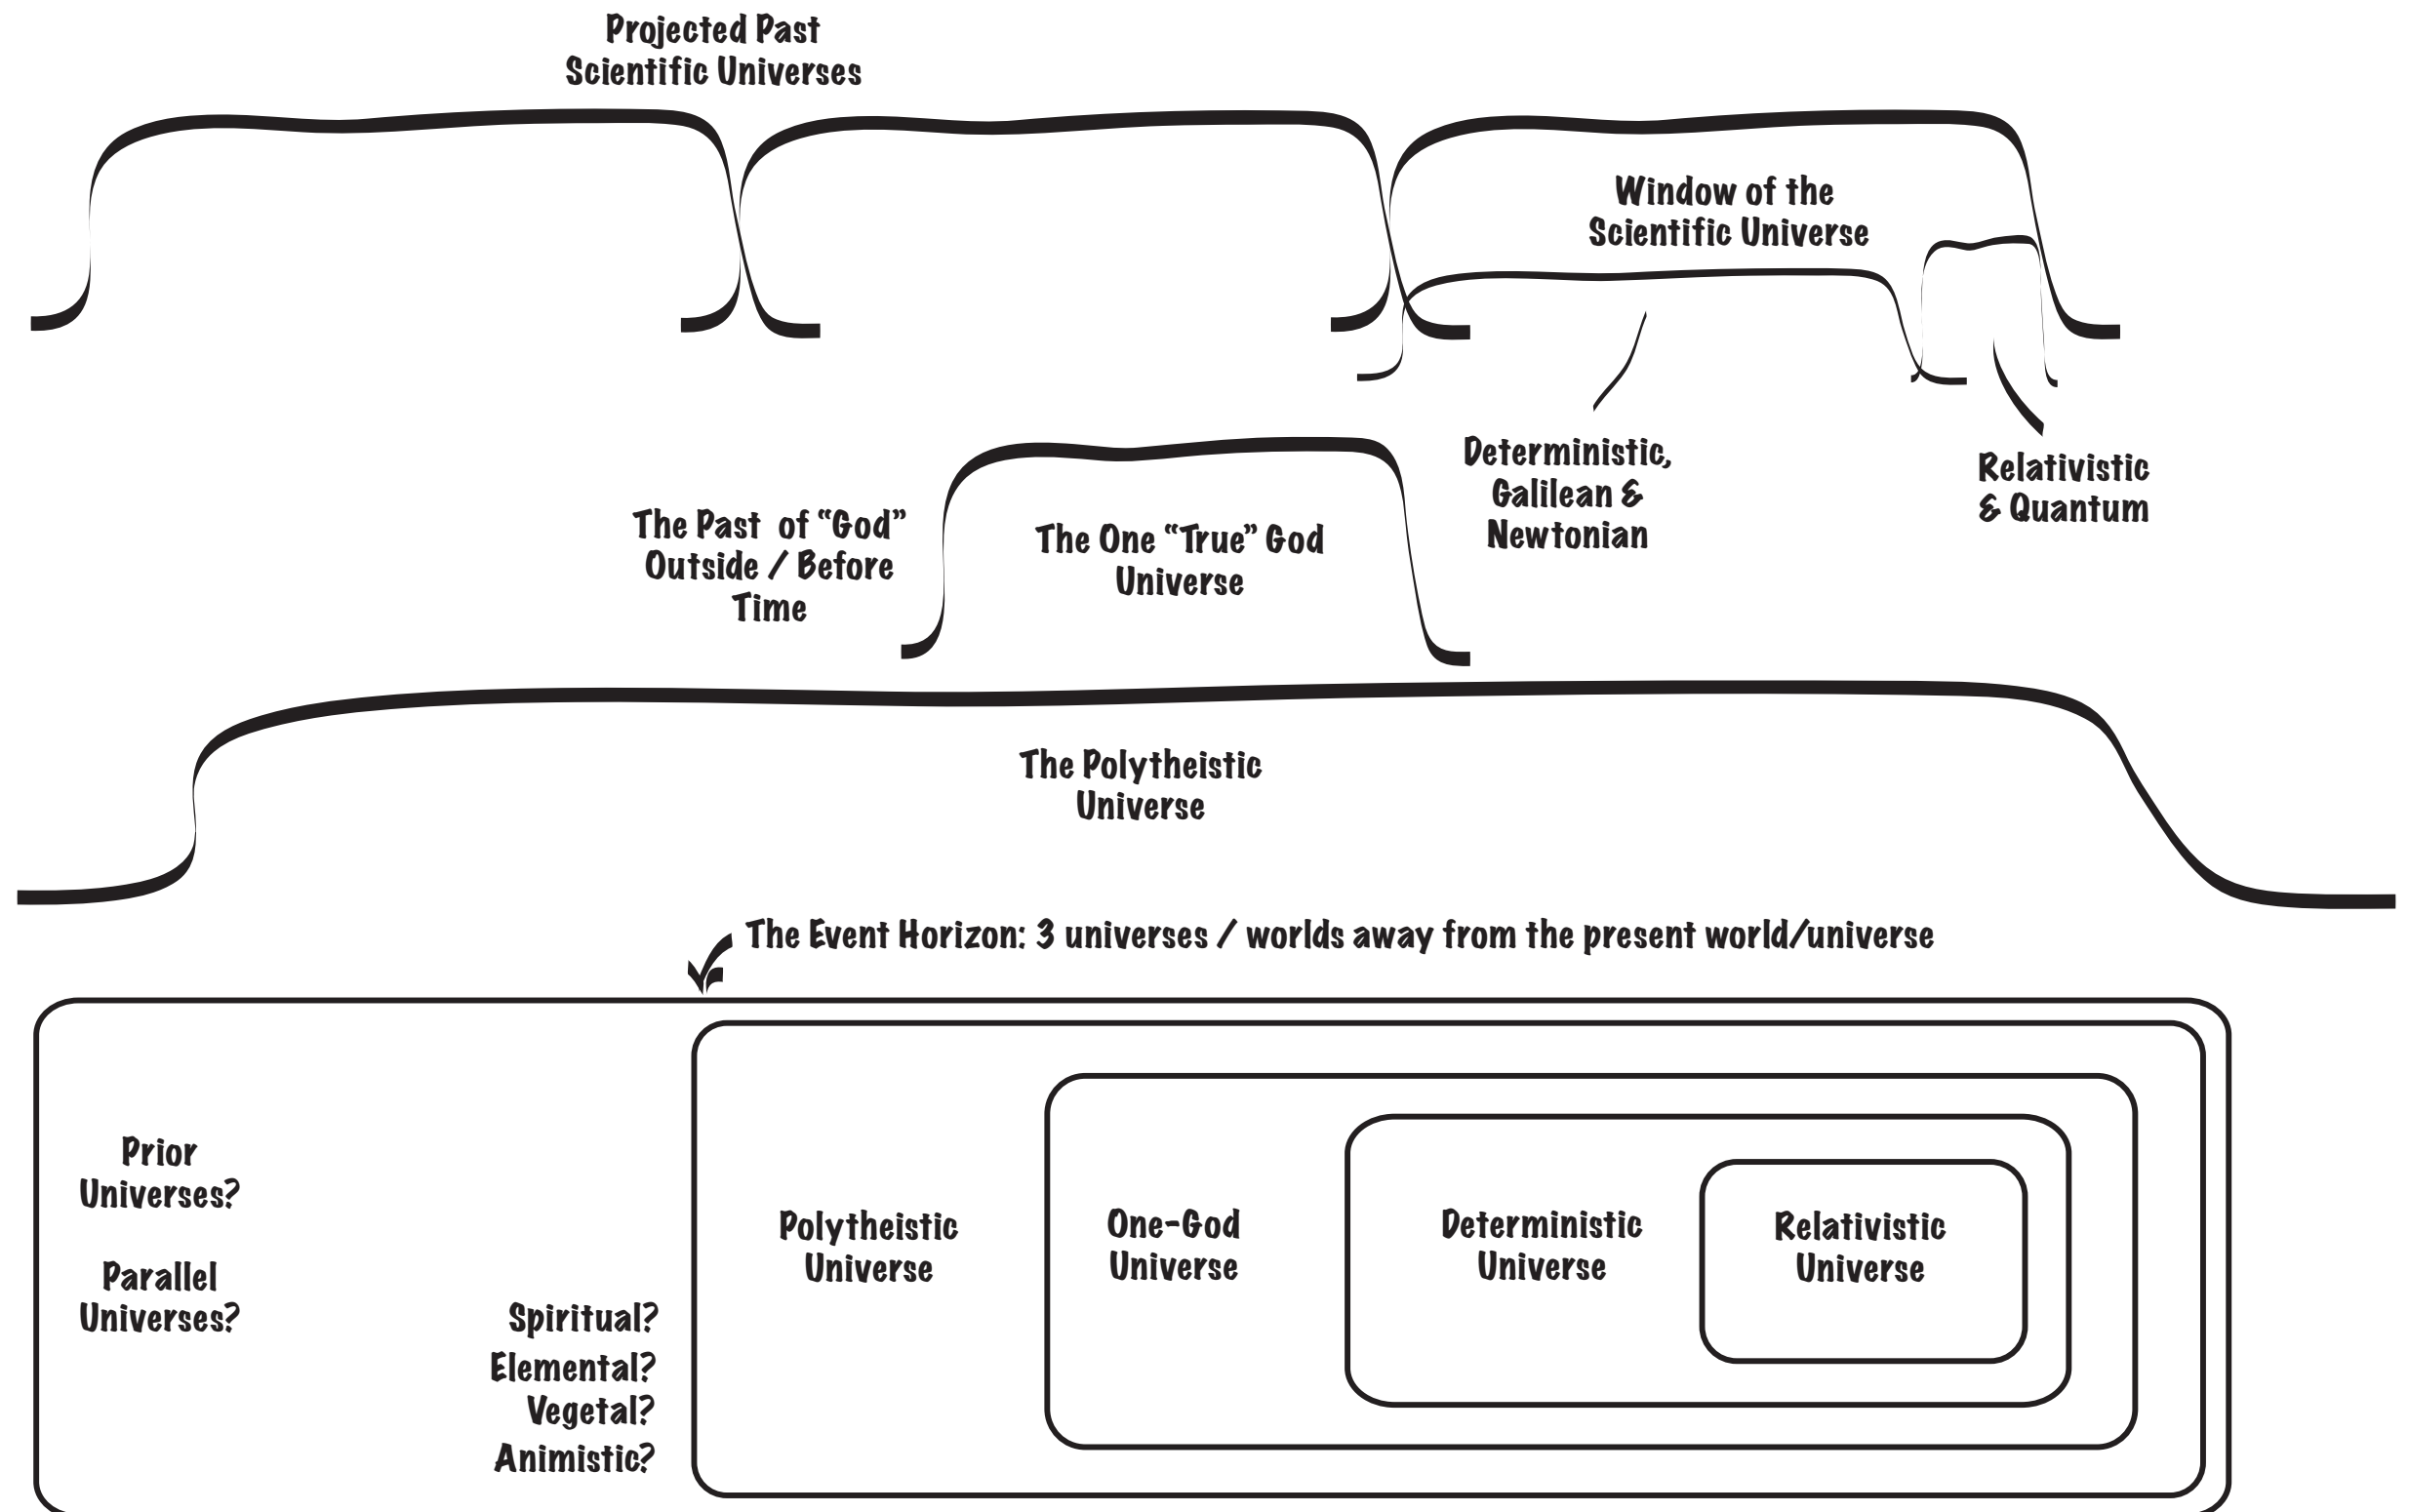 Projected Past
Scientific Universes
Window of the
Scientific Universe
Deterministic,
Galilean &
Newtonian
Relativistic
& Quantum
The Past of “God”
Outside / Before
Time
The One “True” God
Universe
The Polytheistic
Universe
The Event Horizon: 3 universes / worlds away from the present world/universe
Prior
Universes?
Parallel
Universes?
Spiritual?
Elemental?
Vegetal?
Animistic?
Polytheistic
Universe
One-God
Universe
Deterministic
Universe
Relativistic
Universe